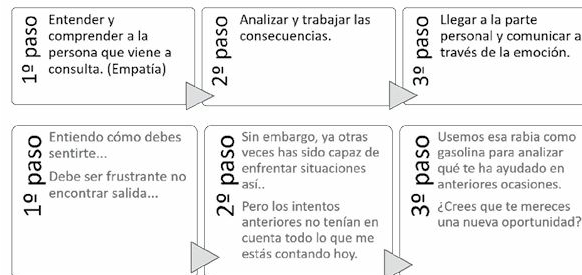 1º paso
Entender y
comprender a la
persona que viene a
consulta. (Empatía)
2º paso
Analizar y trabajar las
consecuencias.
3º paso
Llegar a la parte
personal y comunicar a
través de la emoción.
1º paso
Entiendo cómo debes
sentirte...
Debe ser frustrante no
encontrar salida...
2º paso
Sin embargo, ya otras
veces has sido capaz de
enfrentar situaciones
así..
Pero los intentos
anteriores no tenían en
cuenta todo lo que me
estás contando hoy.
3º paso
Usemos esa rabia como
gasolina para analizar
qué te ha ayudado en
anteriores ocasiones.
¿Crees que te mereces
una nueva oportunidad?